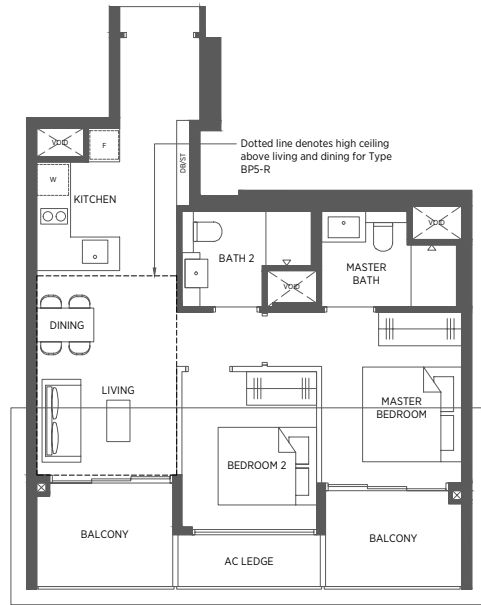 VOID
F
DB/ST
Dotted line denotes high ceiling
above living and dining for Type
BP5-R
W
KITCHEN
VOID
BATH 2
MASTER
BATH
VOID
DINING
LIVING
MASTER
BEDROOM
BEDROOM 2
BALCONY
AC LEDGE
BALCONY